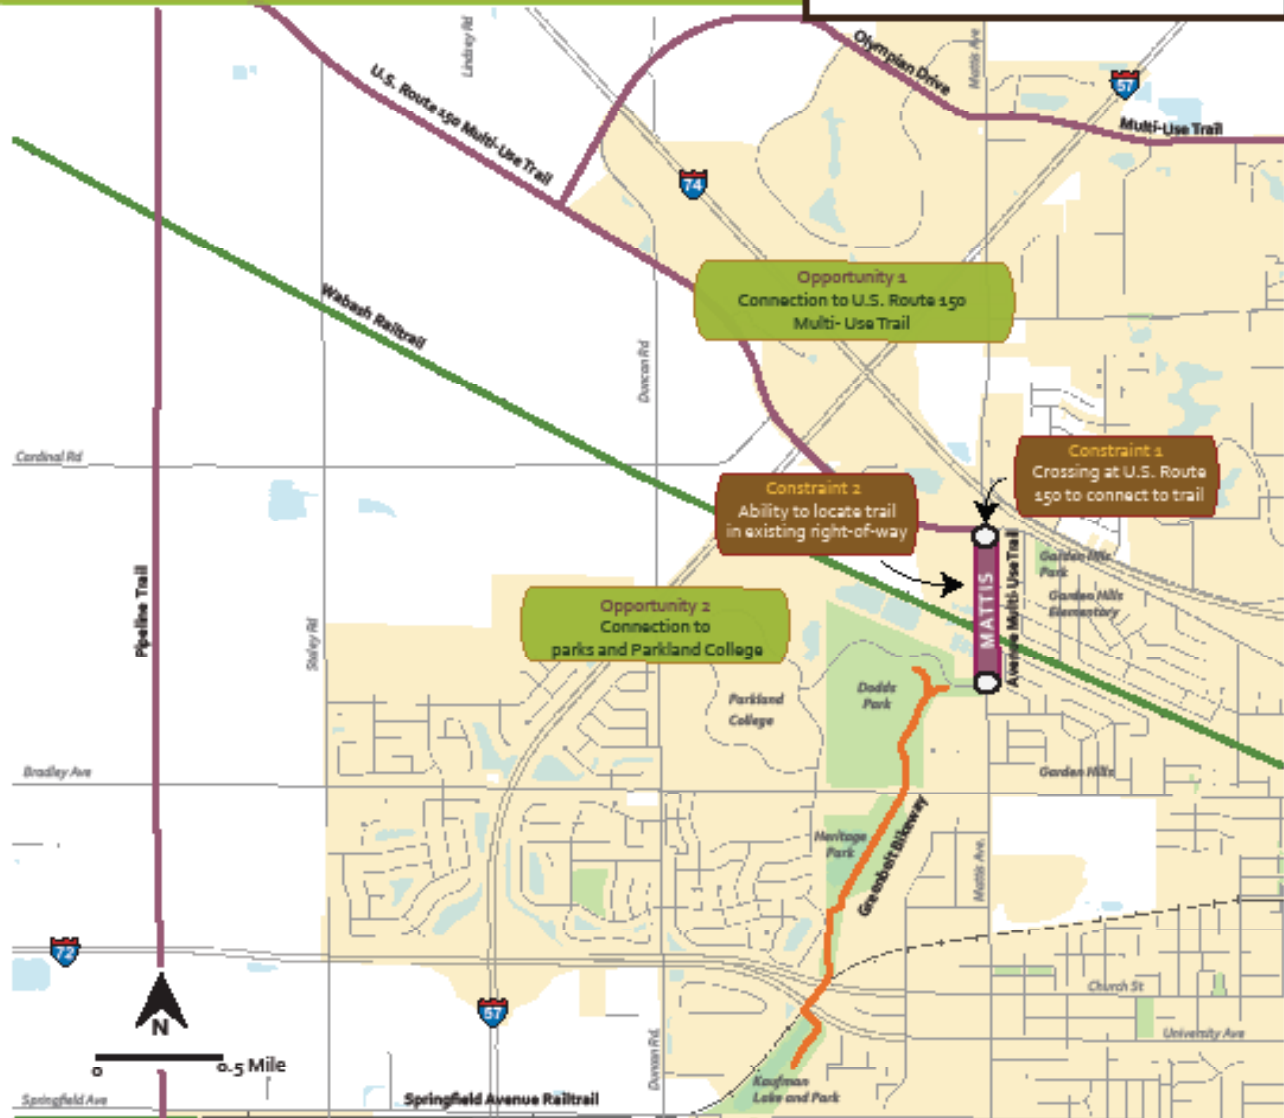 Lindsey Rd
Mattis Ave
Olympian Drive
57
U.S. Route 150 Multi-Use Trail
Multi-Use Trail
74
Opportunity 1
Connection to U.S. Route 150
Multi- Use Trail
Wabash Railtrail
Duncan Rd
Cardinal Rd
Constraint 1
Crossing at U.S. Route
150 to connect to trail
Constraint 2
Ability to locate trail
in existing right-of-way
Garden Hills
Park
Garden Hills
Elementary
MATTIS
Avenue Multi-Use Trail
Pipeline Trail
Staley Rd
Opportunity 2
Connection to
parks and Parkland College
Parkland
College
Dodds
Park
Bradley Ave
Garden Hills
Heritage
Park
Greenbelt Bikeway
Mattis Ave.
72
Church St
57
N
University Ave
Duncan Rd.
0
0.5 Mile
Kaufman
Lake and Park
Springfield Ave
Springfield Avenue Railtrail